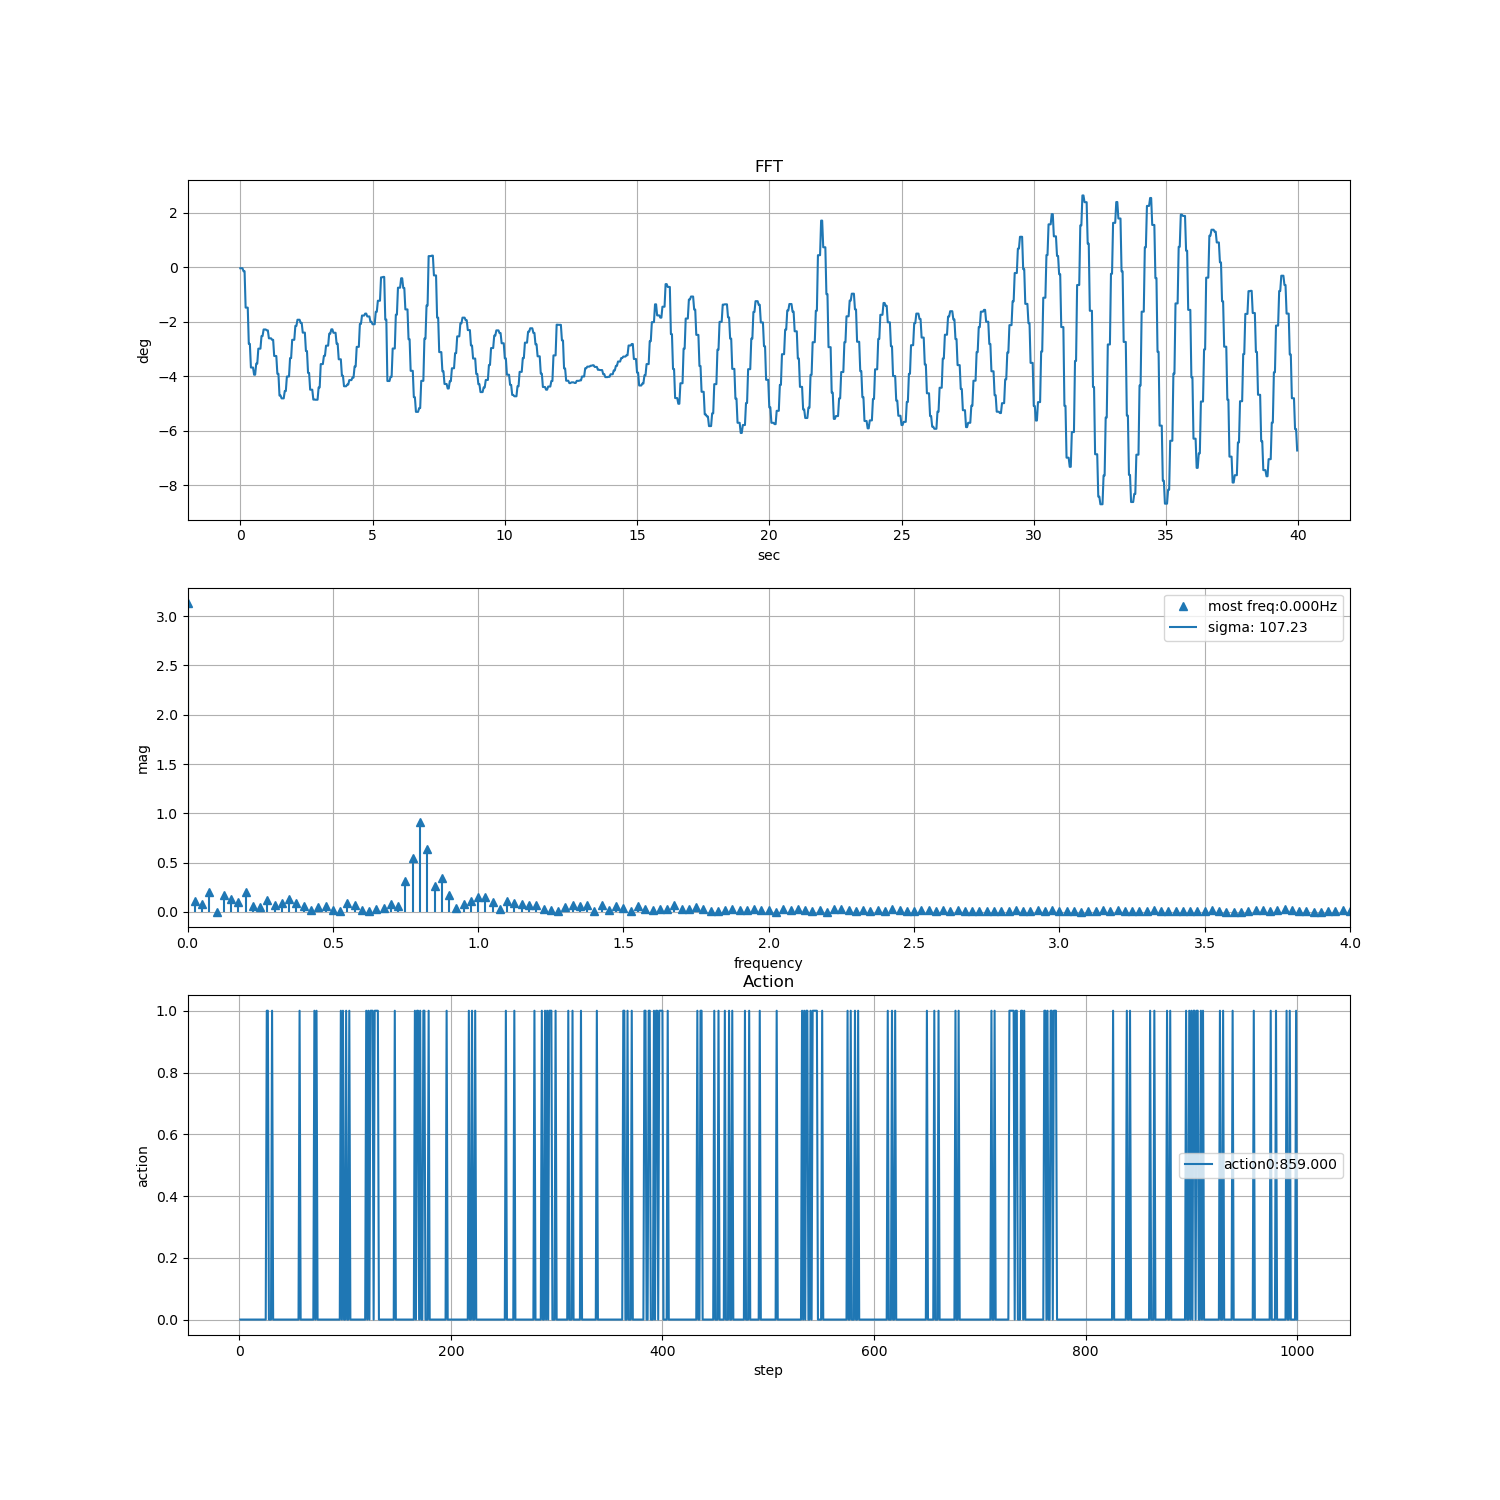 FFT
2
0
−2
−4
−6
−8
deg
0 5 10 15 20 25 30 35 40
sec
3.0
2.5
2.0
1.5
1.0
0.5
0.0
mag
most freq:0.000Hz
sigma: 107.23
0.0 0.5 1.0 1.5 2.0 2.5 3.0 3.5 4.0
frequency
Action
1.0
0.8
0.6
0.4
0.2
0.0
action
action0:859.000
0 200 400 600 800 1000
step